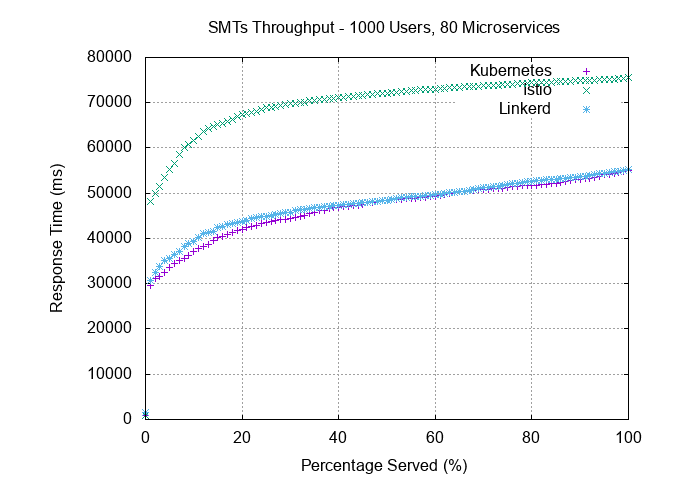 SMTs Throughput - 1000 Users, 80 Microservices
80000
70000
60000
50000
40000
30000
20000
10000
0
Kubernetes
Istio
Linkerd
Response Time (ms)
0 20 40 60 80 100
Percentage Served (%)